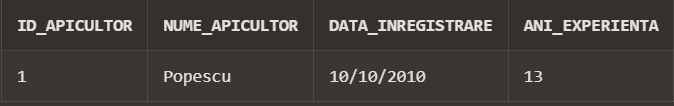 ID_APICULTOR NUME_APICULTOR DATA_INREGISTRARE ANI_EXPERIENTA
1 Popescu 10/10/2010 13